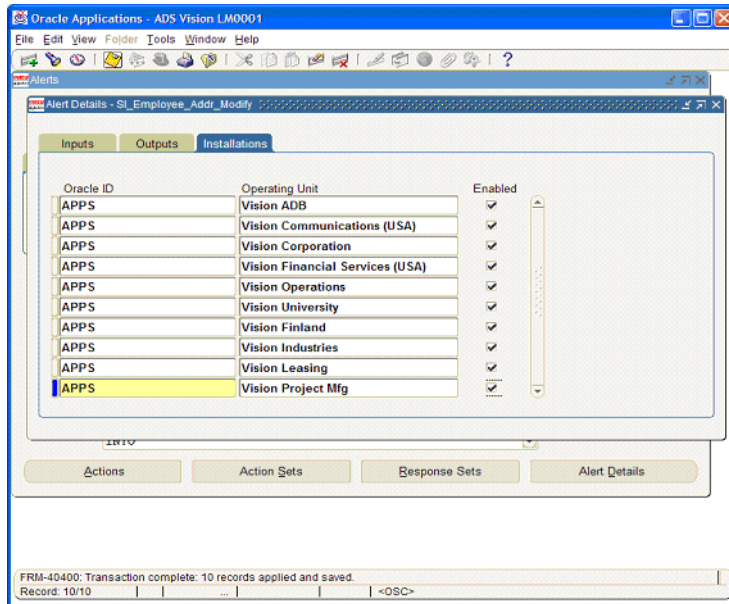 Oracle Applications - ADS Vision LM0001
File Edit View Folder Tools Window Help
Alerts
Alert Details - SI_Employee_Addr_Modify
Inputs Outputs Installations
Oracle ID Operating Unit Enabled
APPS Vision ADB
APPS Vision Communications (USA)
APPS Vision Corporation
APPS Vision Financial Services (USA)
APPS Vision Operations
APPS Vision University
APPS Vision Finland
APPS Vision Industries
APPS Vision Leasing
APPS Vision Project Mfg
INTO
Actions Action Sets Response Sets Alert Details
FRM-40400: Transaction complete: 10 records applied and saved.
Record: 10/10 ... <OSC>